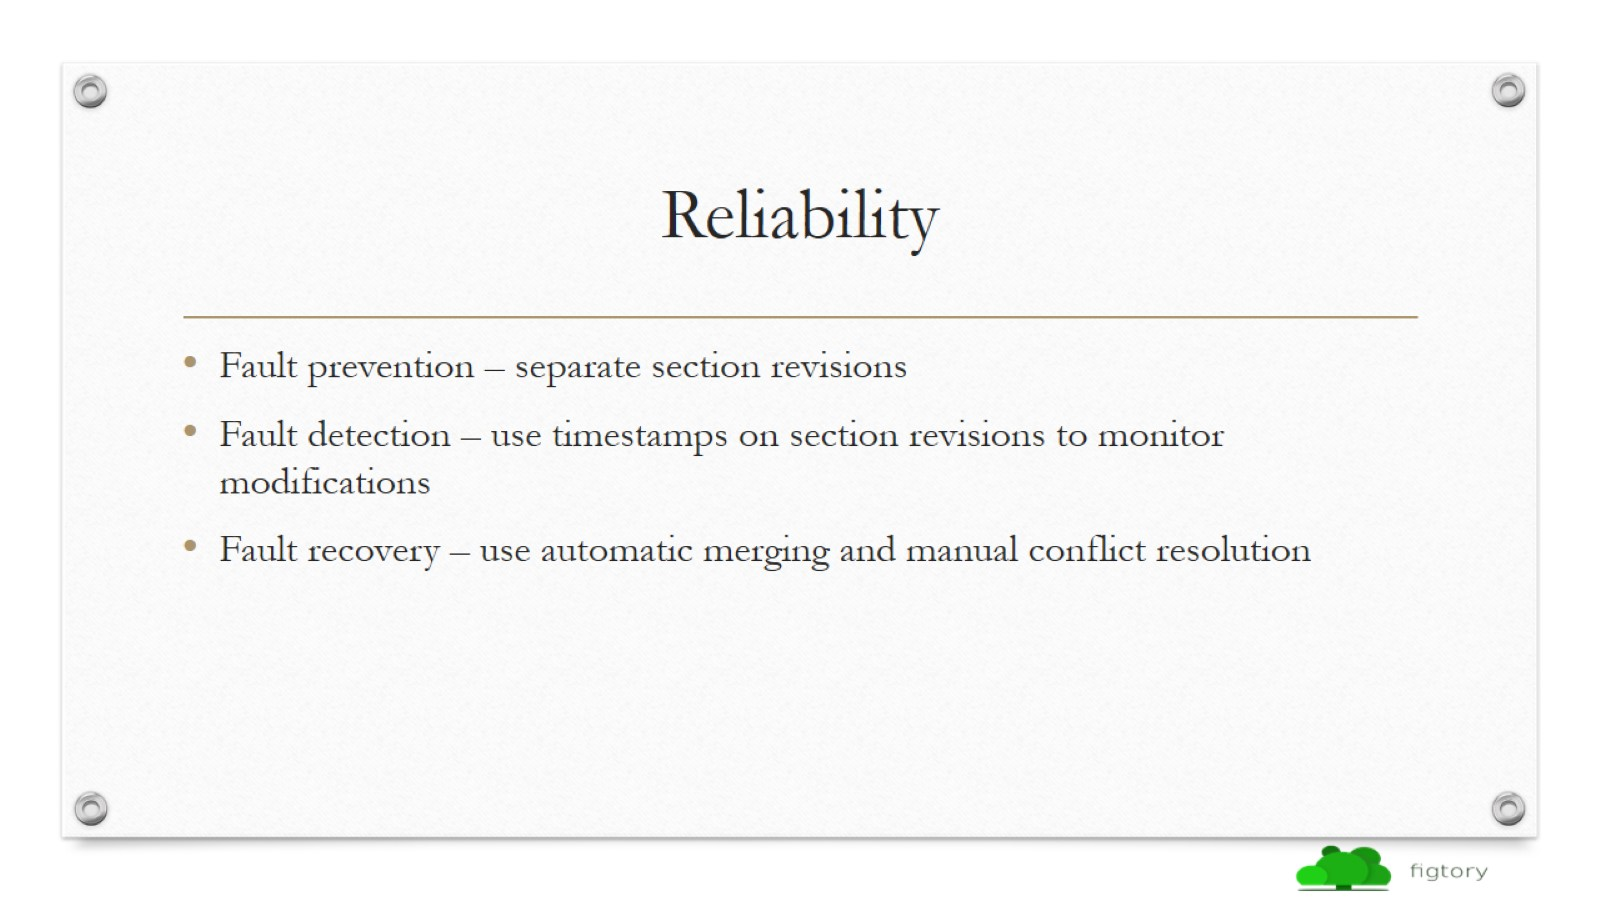 Reliability
• Fault prevention – separate section revisions
• Fault detection – use timestamps on section revisions to monitor
modifications
• Fault recovery – use automatic merging and manual conflict resolution
figtory